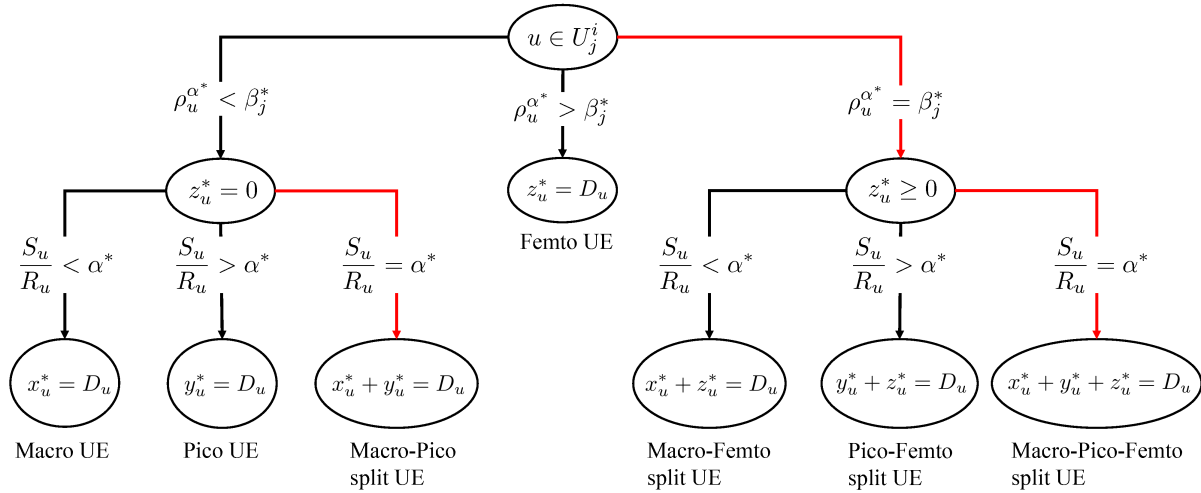 u ∈ U_j^i
ρ_u^{α*} < β_j^*
ρ_u^{α*} > β_j^*
ρ_u^{α*} = β_j^*
z_u^* = 0
z_u^* = D_u
z_u^* ≥ 0
Femto UE
S_u/R_u < α*
S_u/R_u > α*
S_u/R_u = α*
S_u/R_u < α*
S_u/R_u > α*
S_u/R_u = α*
x_u^* = D_u
y_u^* = D_u
x_u^* + y_u^* = D_u
x_u^* + z_u^* = D_u
y_u^* + z_u^* = D_u
x_u^* + y_u^* + z_u^* = D_u
Macro UE
Pico UE
Macro-Pico
split UE
Macro-Femto
split UE
Pico-Femto
split UE
Macro-Pico-Femto
split UE